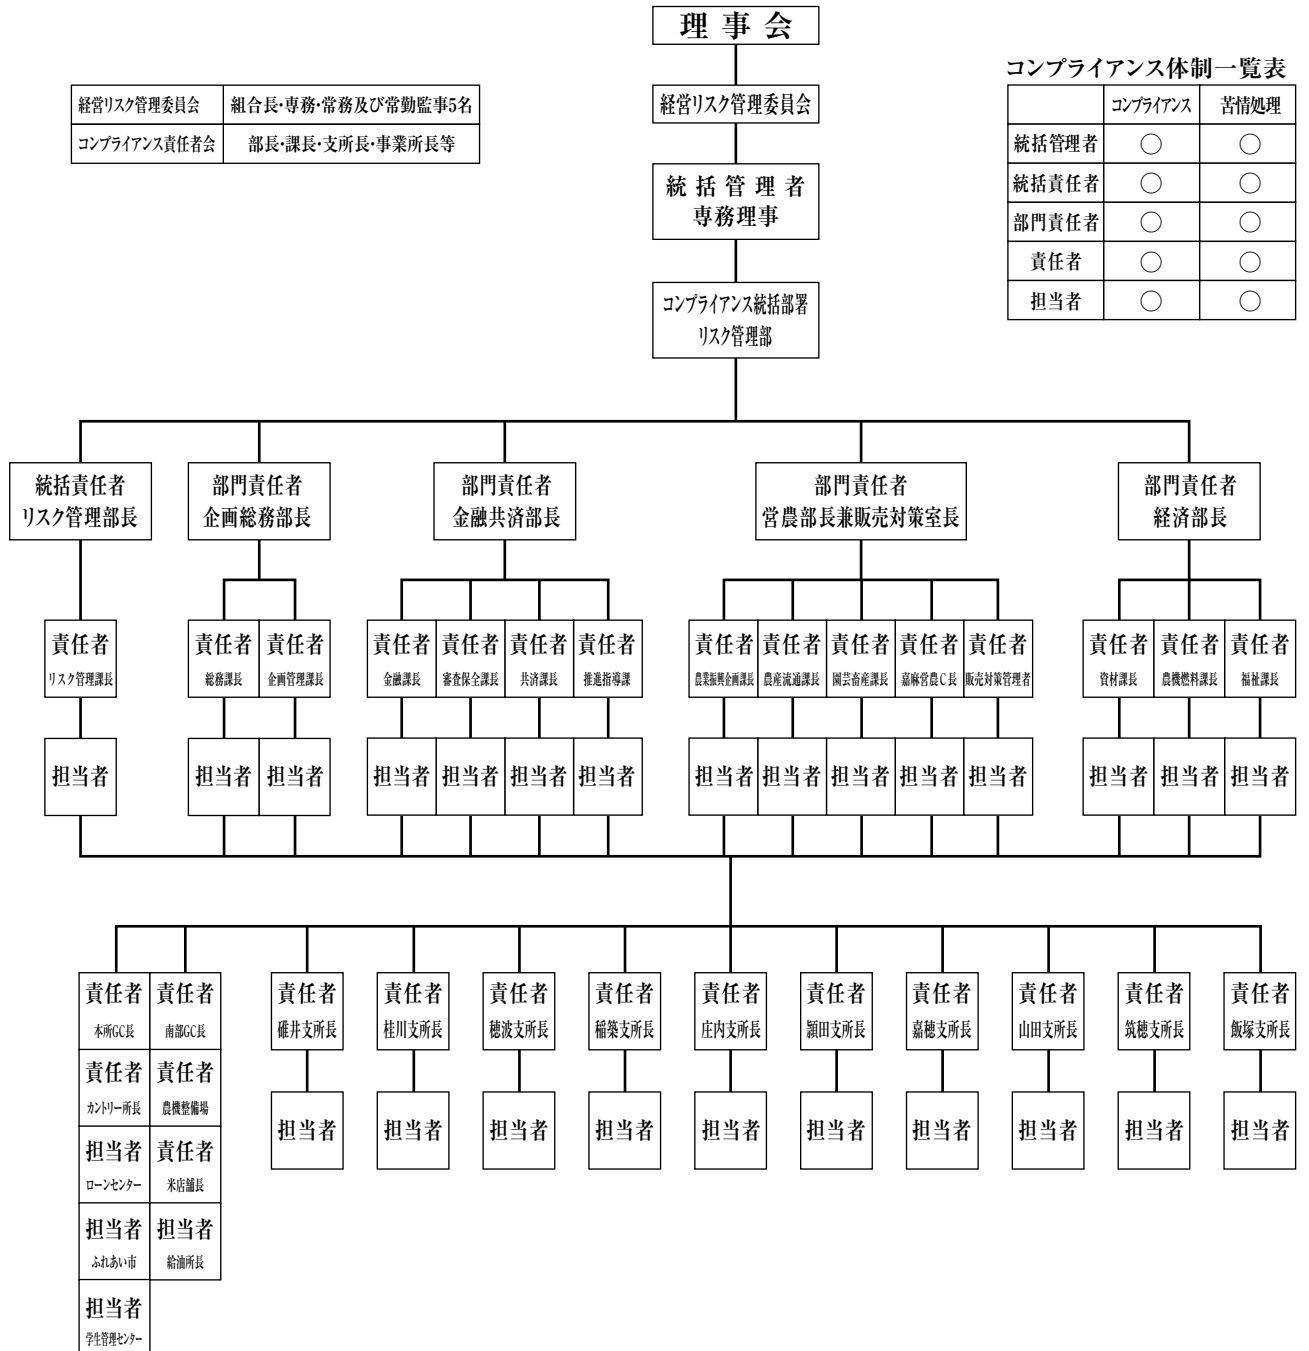 理事会
経営リスク管理委員会 組合長・専務・常務及び常勤監事5名
コンプライアンス責任者会 部長・課長・支所長・事業所長等
経営リスク管理委員会
統括管理者
専務理事
コンプライアンス統括部署
リスク管理部
コンプライアンス体制一覧表
コンプライアンス 苦情処理
統括管理者 ○ ○
統括責任者 ○ ○
部門責任者 ○ ○
責任者 ○ ○
担当者 ○ ○
統括責任者
リスク管理部長
部門責任者
企画総務部長
部門責任者
金融共済部長
部門責任者
営農部長兼販売対策室長
部門責任者
経済部長
責任者
リスク管理課長
責任者
総務課長
責任者
企画管理課長
責任者
金融課長
責任者
審査保全課長
責任者
共済課長
責任者
推進指導課
責任者
農業振興企画課長
責任者
農産流通課長
責任者
園芸畜産課長
責任者
嘉麻営農C長
責任者
販売対策管理者
責任者
資材課長
責任者
農機燃料課長
責任者
福祉課長
担当者 担当者 担当者 担当者 担当者 担当者 担当者 担当者 担当者 担当者 担当者 担当者 担当者 担当者 担当者
責任者
本所GC長
責任者
南部GC長
責任者
カントリー所長
責任者
農機整備場
担当者
ローンセンター
責任者
米店舗長
担当者
ふれあい市
担当者
給油所長
担当者
学生管理センター
責任者
碓井支所長
責任者
桂川支所長
責任者
穂波支所長
責任者
稲築支所長
責任者
庄内支所長
責任者
頴田支所長
責任者
嘉穂支所長
責任者
山田支所長
責任者
筑穂支所長
責任者
飯塚支所長
担当者 担当者 担当者 担当者 担当者 担当者 担当者 担当者 担当者 担当者